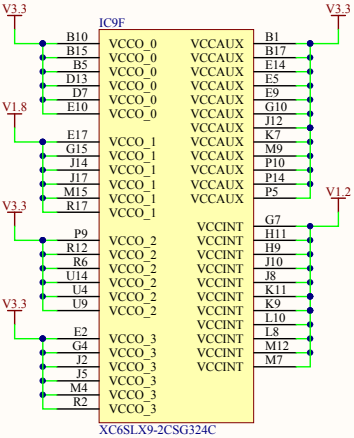 V3.3 IC9F V3.3
B10 VCCO_0 VCCAUX B1
B15 VCCO_0 VCCAUX B17
B5 VCCO_0 VCCAUX E14
D13 VCCO_0 VCCAUX E5
D7 VCCO_0 VCCAUX E9
E10 VCCO_0 VCCAUX G10
V1.8 VCCAUX J12
E17 VCCO_1 VCCAUX K7
G15 VCCO_1 VCCAUX M9
J14 VCCO_1 VCCAUX P10
J17 VCCO_1 VCCAUX P14
M15 VCCO_1 VCCAUX P5
R17 VCCO_1 V1.2
V3.3 VCCINT G7
P9 VCCO_2 VCCINT H11
R12 VCCO_2 VCCINT H9
R6 VCCO_2 VCCINT J10
U14 VCCO_2 VCCINT J8
U4 VCCO_2 VCCINT K11
U9 VCCO_2 VCCINT K9
V3.3 VCCINT L10
E2 VCCO_3 VCCINT L8
G4 VCCO_3 VCCINT M12
J2 VCCO_3 VCCINT M7
J5 VCCO_3
M4 VCCO_3
R2 VCCO_3
XC6SLX9-2CSG324C